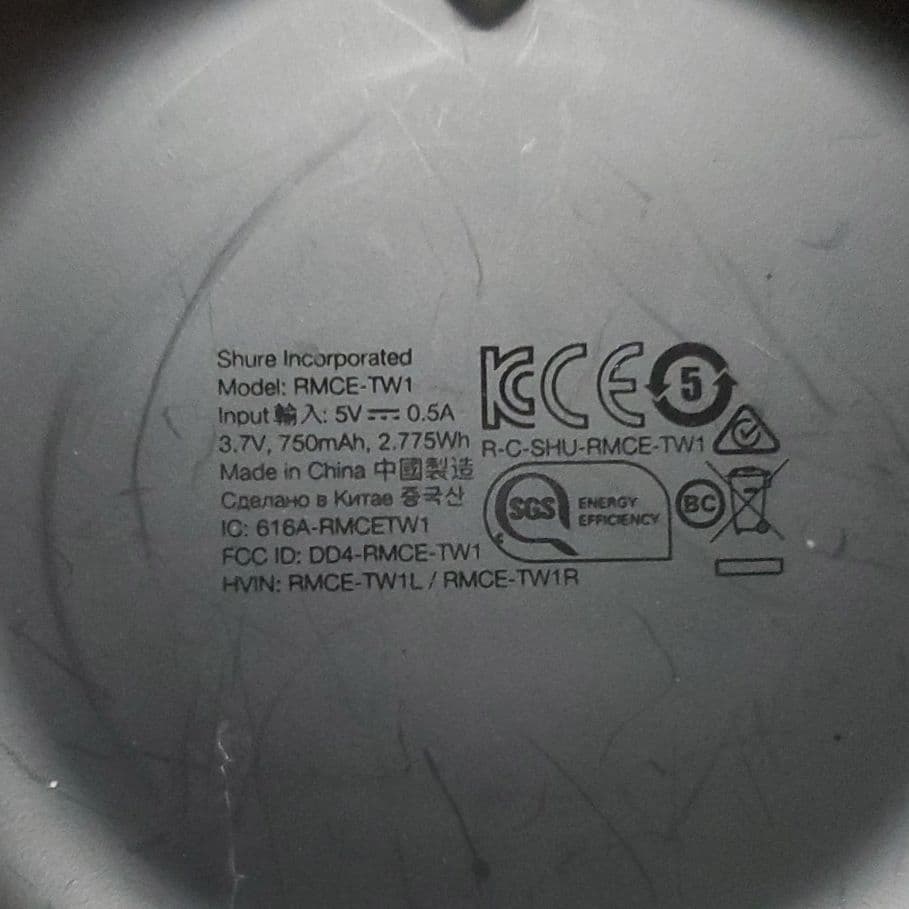 Shure Incorporated
Model: RMCE-TW1
Input 輸入: 5V⎓0.5A
3.7V, 750mAh, 2.775Wh
Made in China 中國製造
Сделано в Китае 중국산
IC: 616A-RMCETW1
FCC ID: DD4-RMCE-TW1
HVIN: RMCE-TW1L / RMCE-TW1R
KC CE 5
R-C-SHU-RMCE-TW1
SGS ENERGY
EFFICIENCY
BC